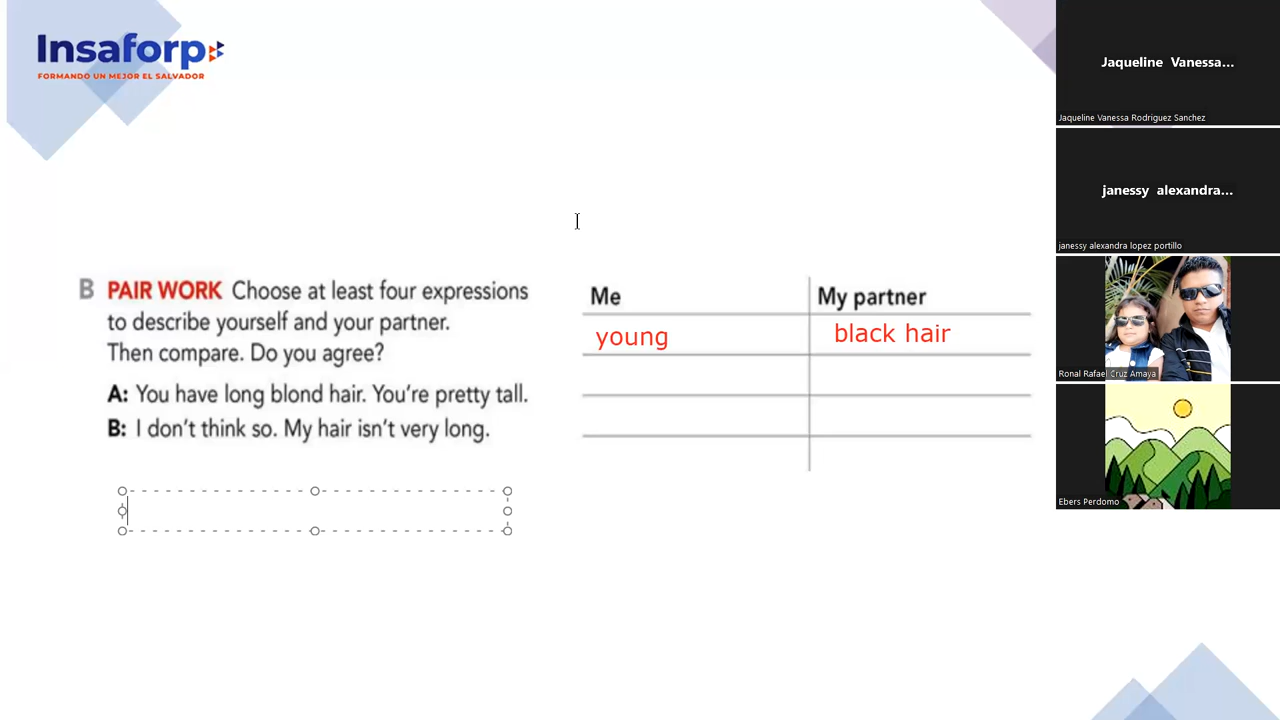 Insaforp
FORMANDO UN MEJOR EL SALVADOR
B PAIR WORK Choose at least four expressions
to describe yourself and your partner.
Then compare. Do you agree?
A: You have long blond hair. You're pretty tall.
B: I don't think so. My hair isn't very long.
Me
My partner
young
black hair
Jaqueline Vanessa...
Jaqueline Vanessa Rodriguez Sanchez
janessy alexandra...
janessy alexandra lopez portillo
Ronal Rafael Cruz Amaya
Ebers Perdomo